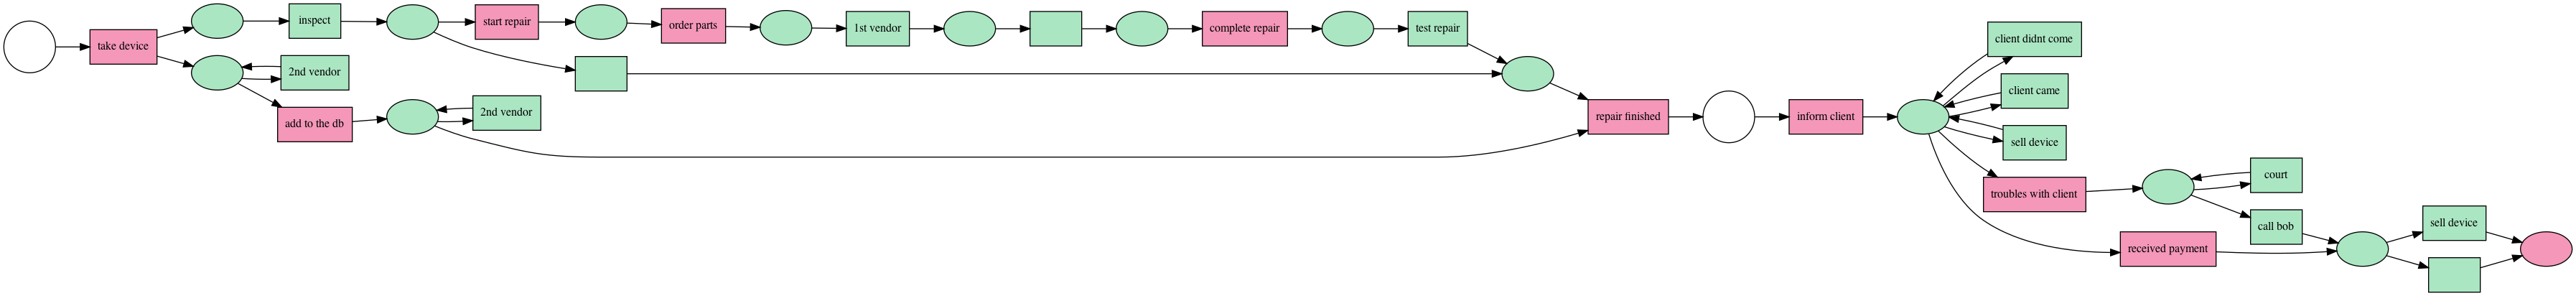 take device
inspect
start repair
order parts
1st vendor
complete repair
test repair
2nd vendor
add to the db
2nd vendor
repair finished
inform client
client didnt come
client came
sell device
troubles with client
court
call bob
received payment
sell device